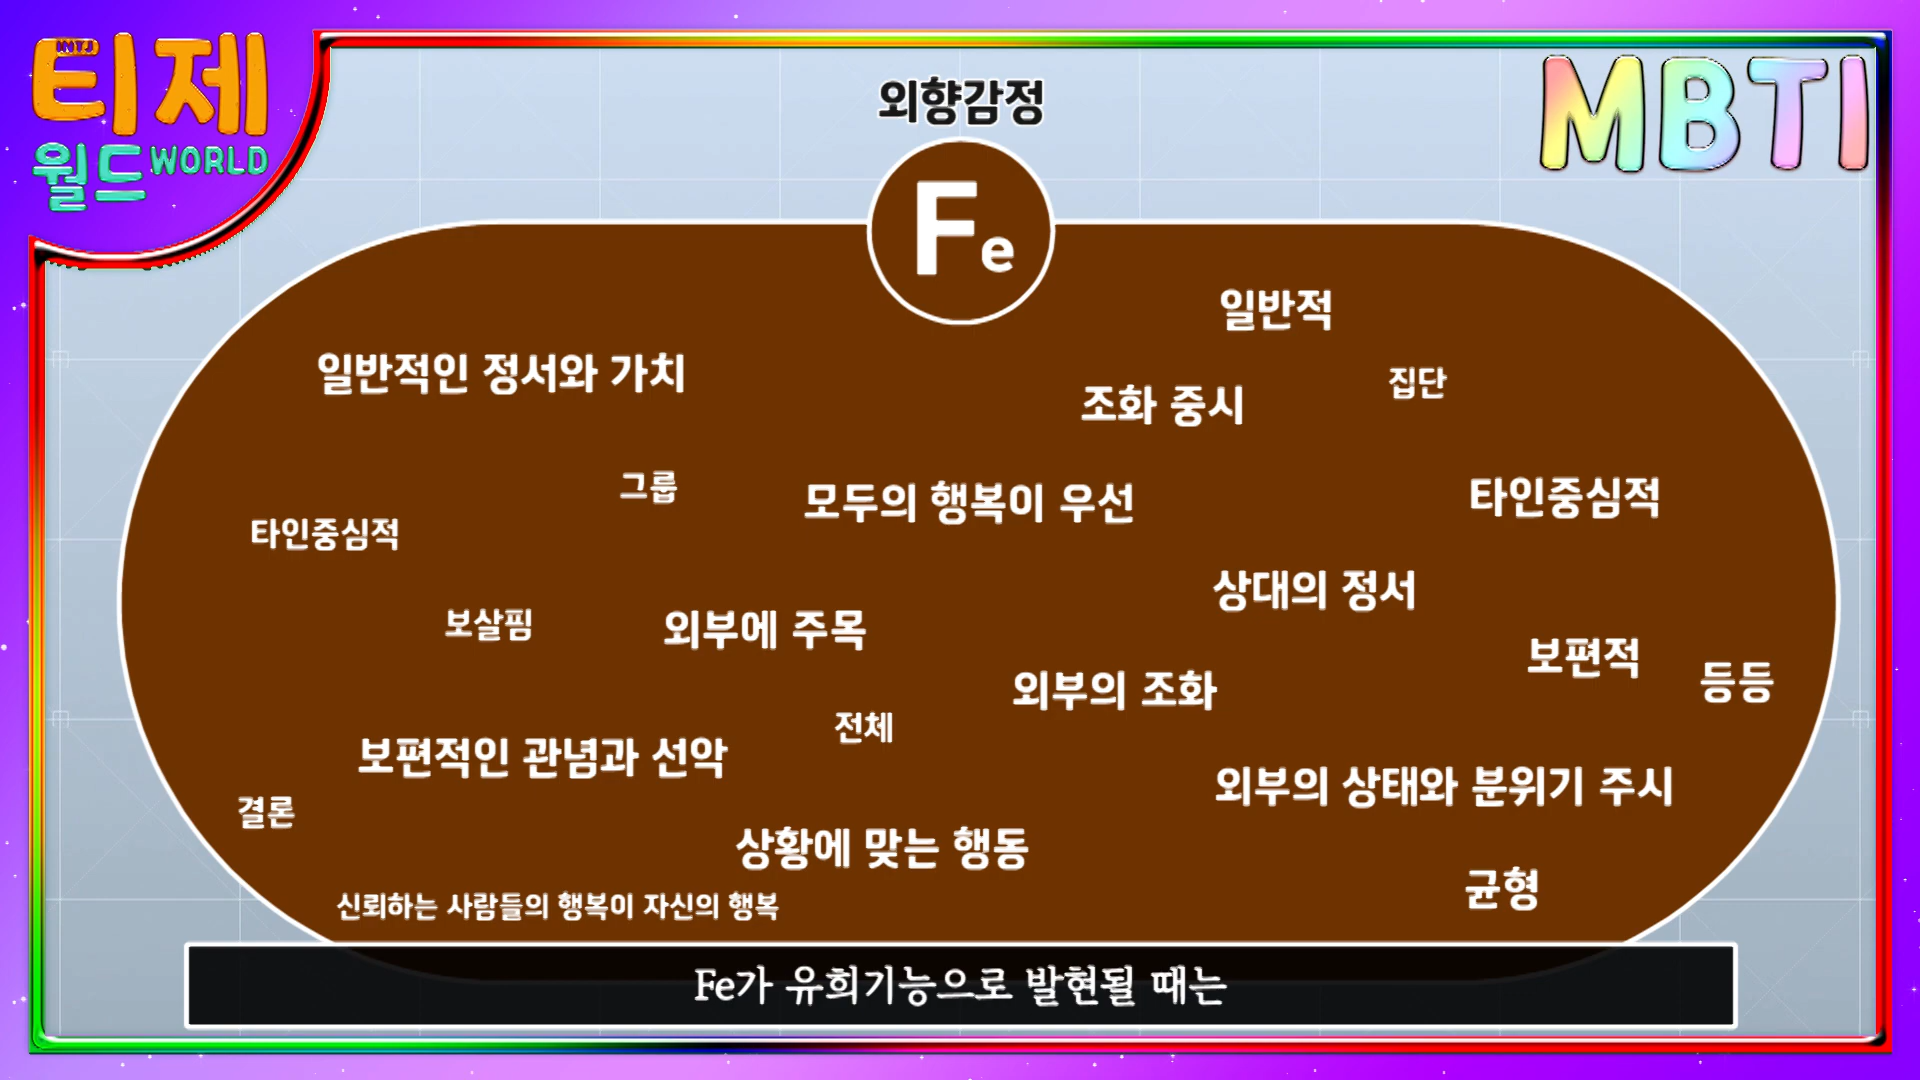 INTJ
티제
월드 WORLD
MBTI
외향감정
Fe
일반적
일반적인 정서와 가치
집단
조화 중시
그룹
모두의 행복이 우선
타인중심적
타인중심적
상대의 정서
보살핌
외부에 주목
보편적
등등
외부의 조화
전체
보편적인 관념과 선악
외부의 상태와 분위기 주시
결론
상황에 맞는 행동
균형
신뢰하는 사람들의 행복이 자신의 행복
Fe가 유희기능으로 발현될 때는